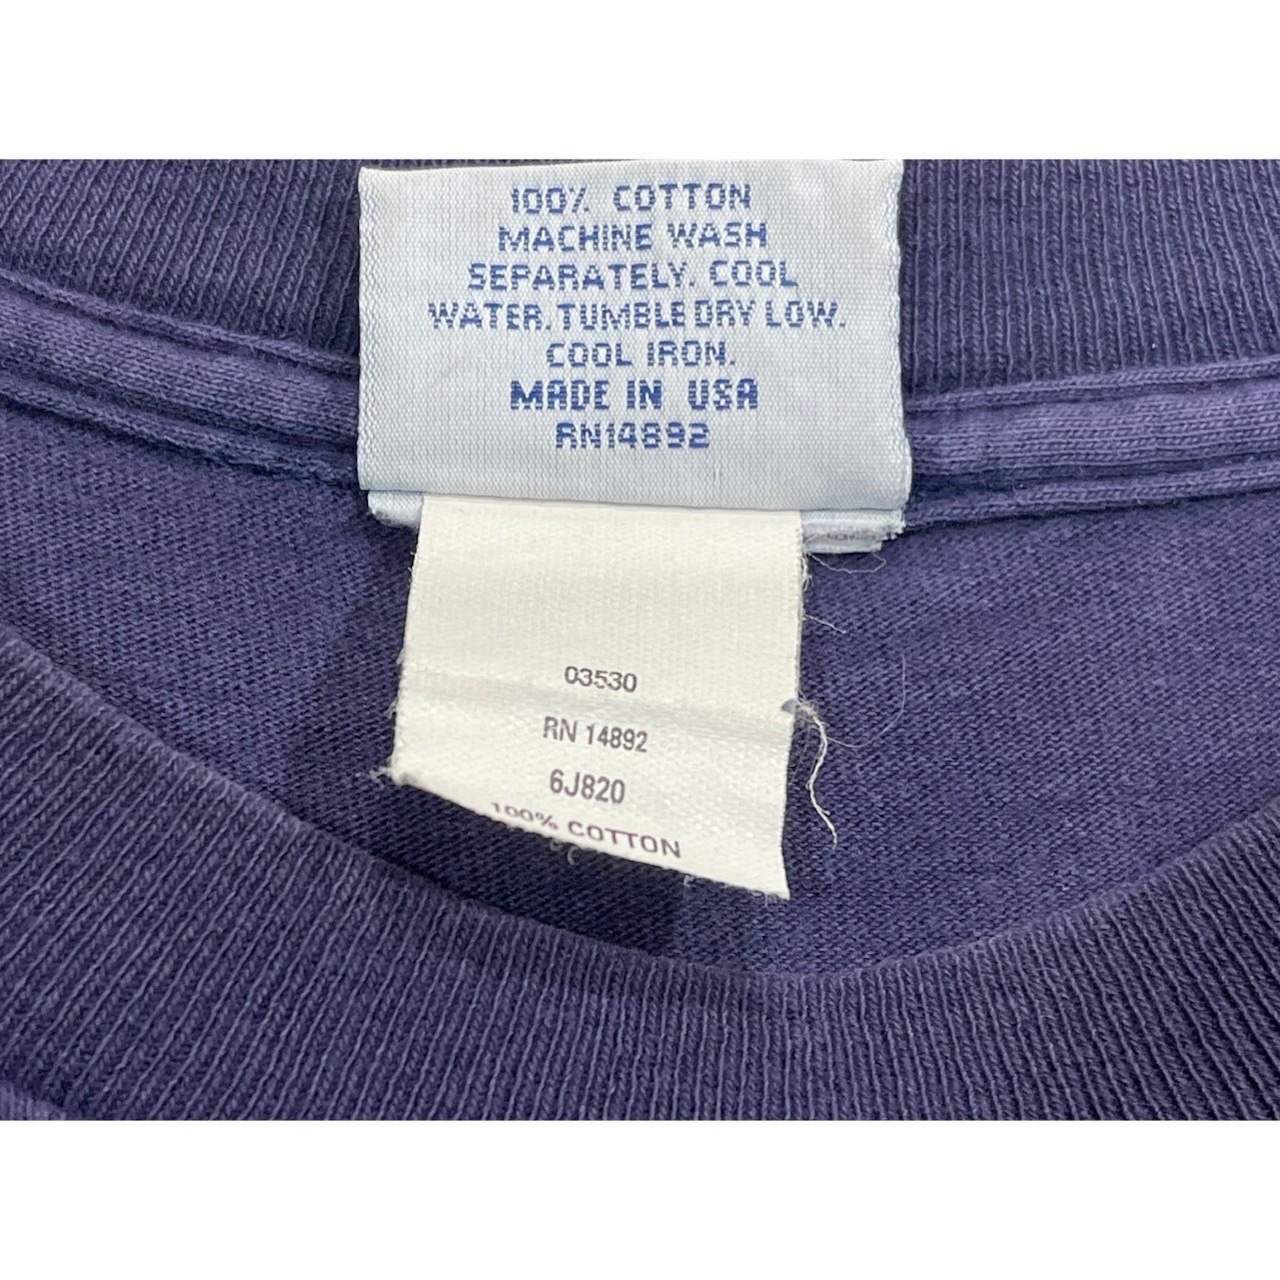 100% COTTON
MACHINE WASH
SEPARATELY. COOL
WATER. TUMBLE DRY LOW.
COOL IRON.
MADE IN USA
RN14892
03530
RN 14892
6J820
100% COTTON